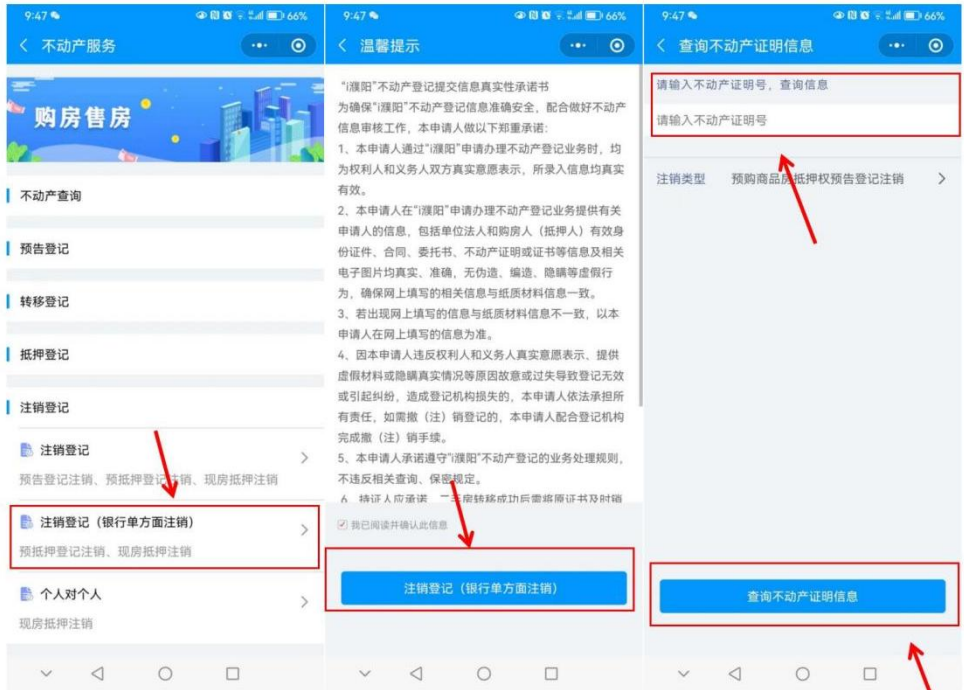 9:47
66%
不动产服务
购房售房
不动产查询
预告登记
转移登记
抵押登记
注销登记
注销登记
预告登记注销、预抵押登记注销、现房抵押注销
注销登记（银行单方面注销）
预抵押登记注销、现房抵押注销
个人对个人
现房抵押注销
9:47
66%
温馨提示
“i濮阳”不动产登记提交信息真实性承诺书
为确保“i濮阳”不动产登记信息准确安全，配合做好不动产
信息审核工作，本申请人做以下郑重承诺：
1、本申请人通过“i濮阳”申请办理不动产登记业务时，均
为权利人和义务人双方真实意愿表示，所录入信息均真实
有效。
2、本申请人在“i濮阳”申请办理不动产登记业务提供有关
申请人的信息，包括单位法人和购房人（抵押人）有效身
份证件、合同、委托书、不动产证明或证书等信息及相关
电子图片均真实、准确，无伪造、编造、隐瞒等虚假行
为，确保网上填写的相关信息与纸质材料信息一致。
3、若出现网上填写的信息与纸质材料信息不一致，以本
申请人在网上填写的信息为准。
4、因本申请人违反权利人和义务人真实意愿表示、提供
虚假材料或隐瞒真实情况等原因故意或过失导致登记无效
或引起纠纷，造成登记机构损失的，本申请人依法承担所
有责任，如需撤（注）销登记的，本申请人配合登记机构
完成撤（注）销手续。
5、本申请人承诺遵守“i濮阳”不动产登记的业务处理规则，
不违反相关查询、保密规定。
6、持证人应承诺，二手房转移成功后需将原证书及时销
我已阅读并确认此信息
注销登记（银行单方面注销）
9:47
66%
查询不动产证明信息
请输入不动产证明号，查询信息
请输入不动产证明号
注销类型 预购商品房抵押权预告登记注销
查询不动产证明信息